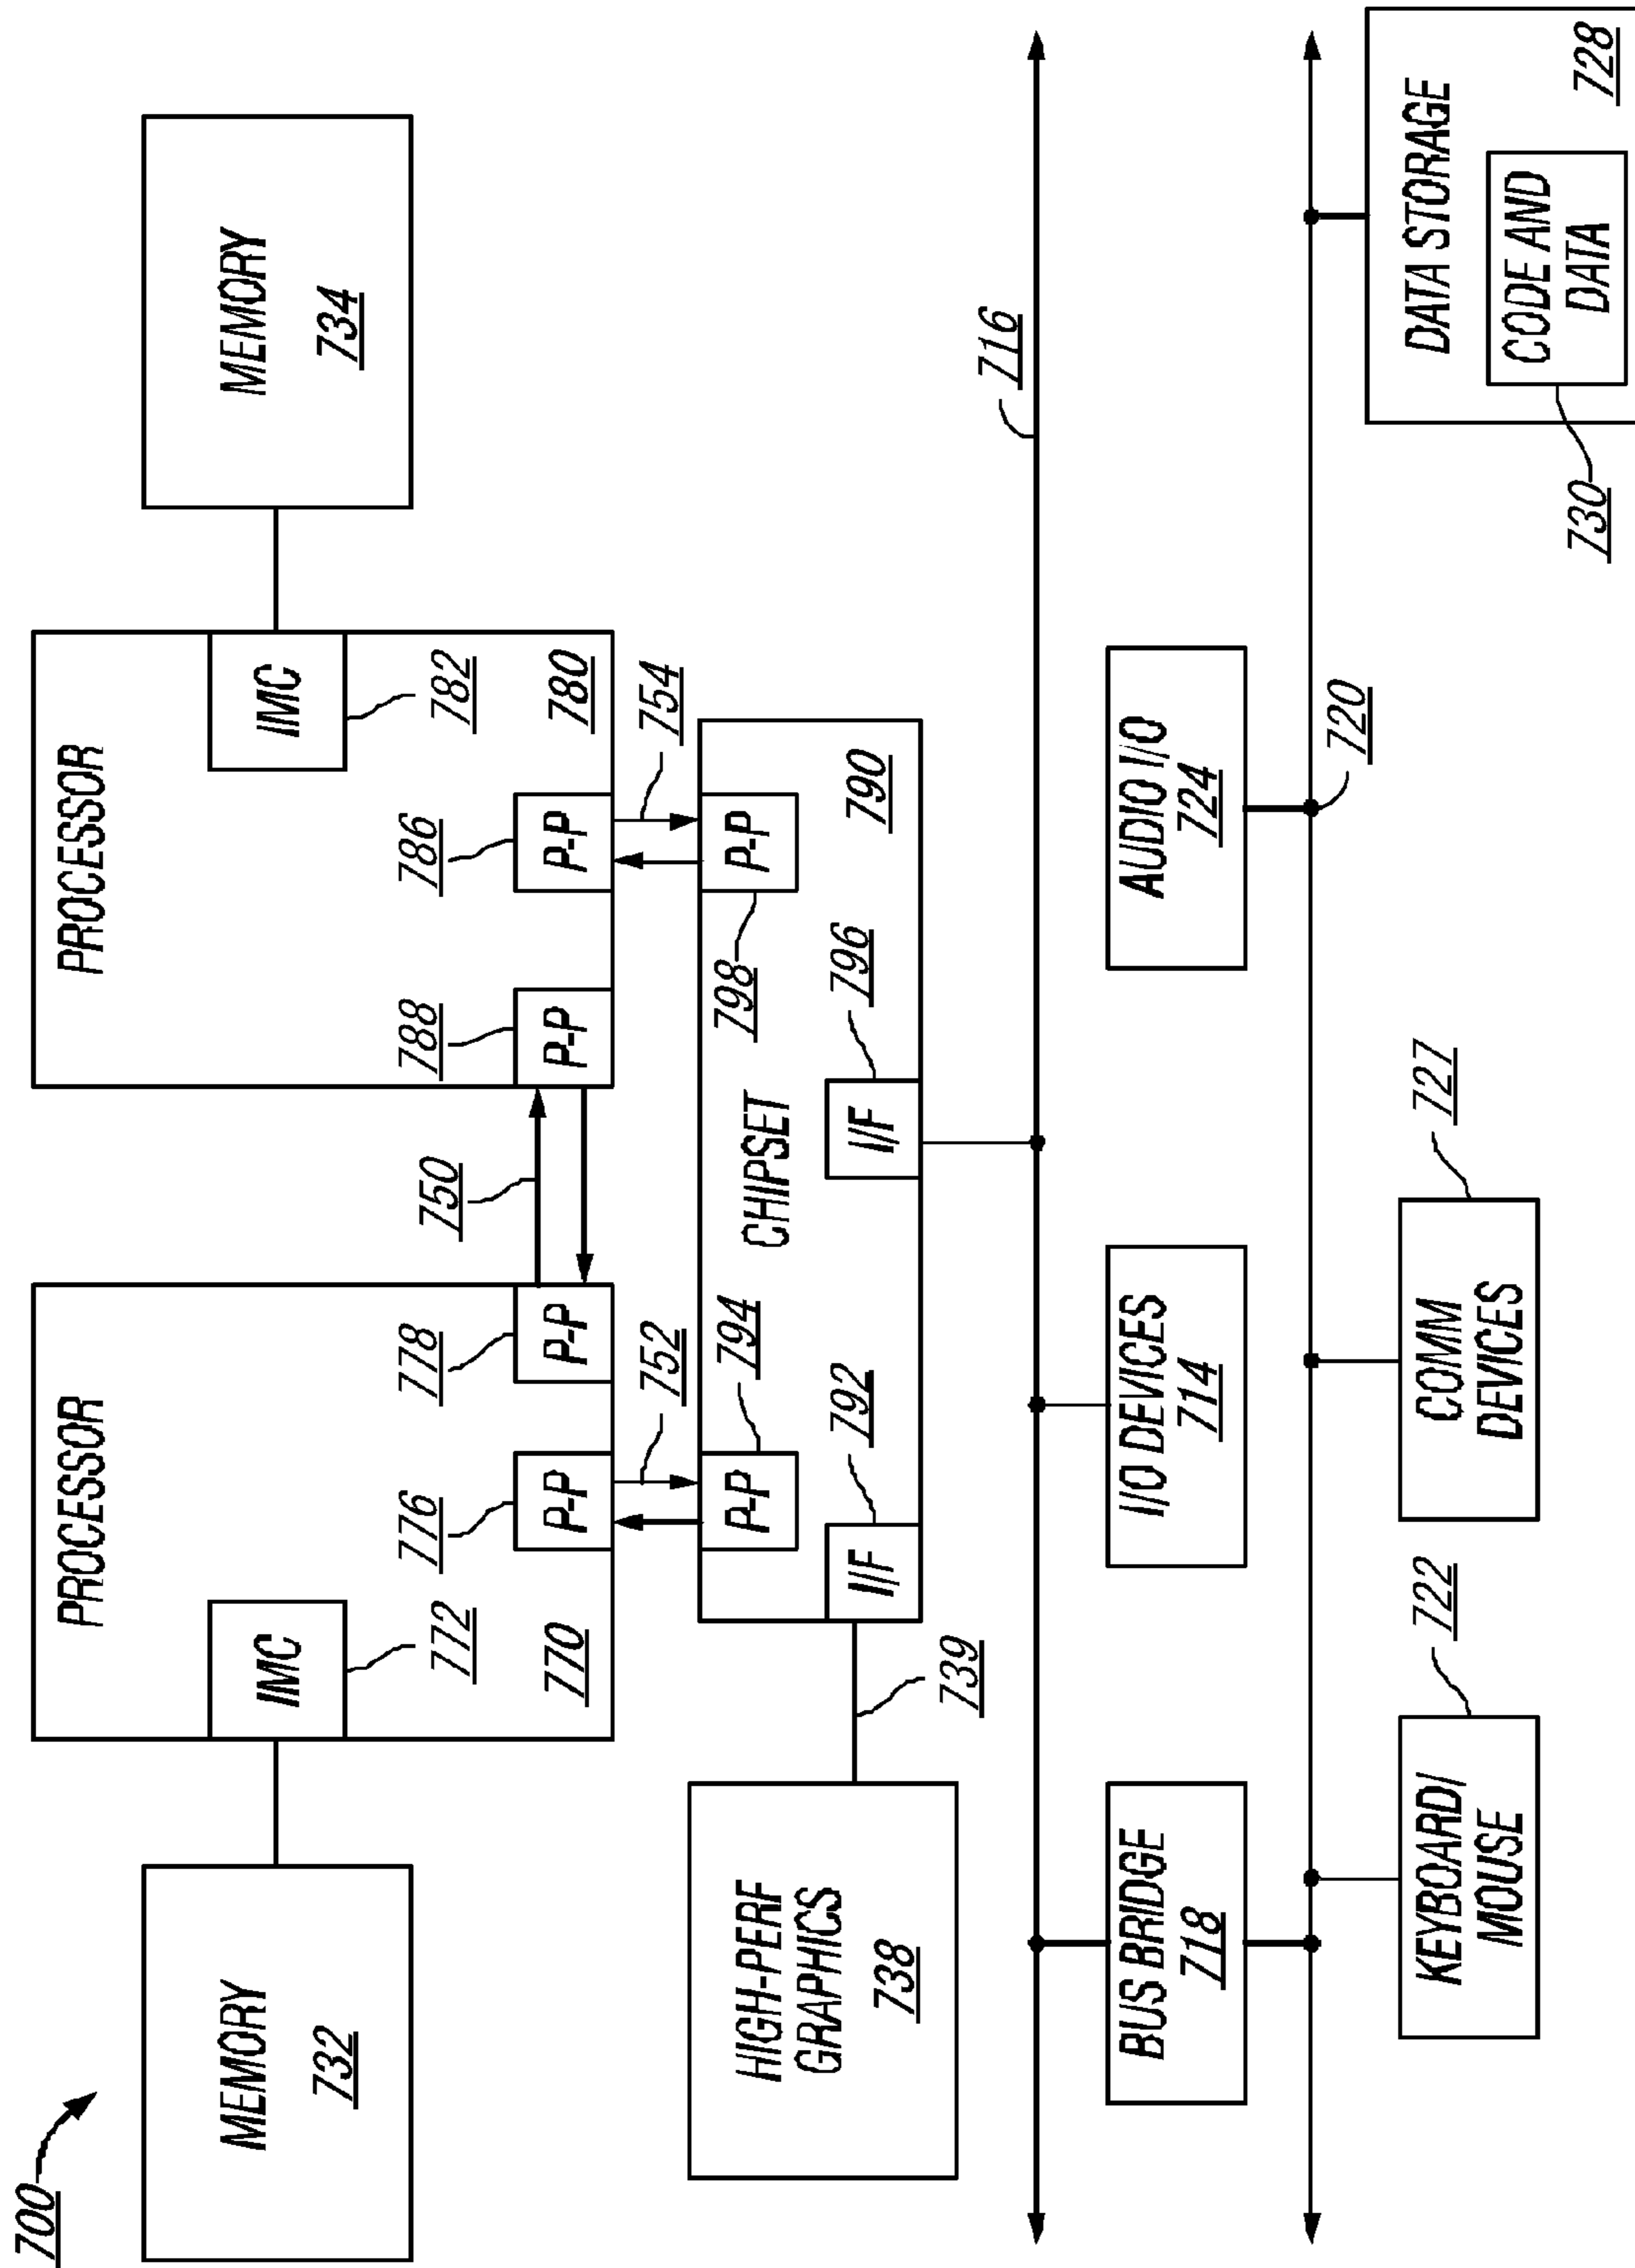 700
MEMORY
732
PROCESSOR
IMC
772
770
776
P-P
778
P-P
750
PROCESSOR
788
P-P
786
P-P
IMC
782
780
MEMORY
734
752
754
HIGH-PERF
GRAPHICS
738
739
P-P
794
I/F
792
CHIPSET
798
P-P
I/F
796
790
716
BUS BRIDGE
718
I/O DEVICES
714
AUDIO I/O
724
720
KEYBOARD/
MOUSE
722
COMM
DEVICES
727
DATA STORAGE
728
CODE AND
DATA
730